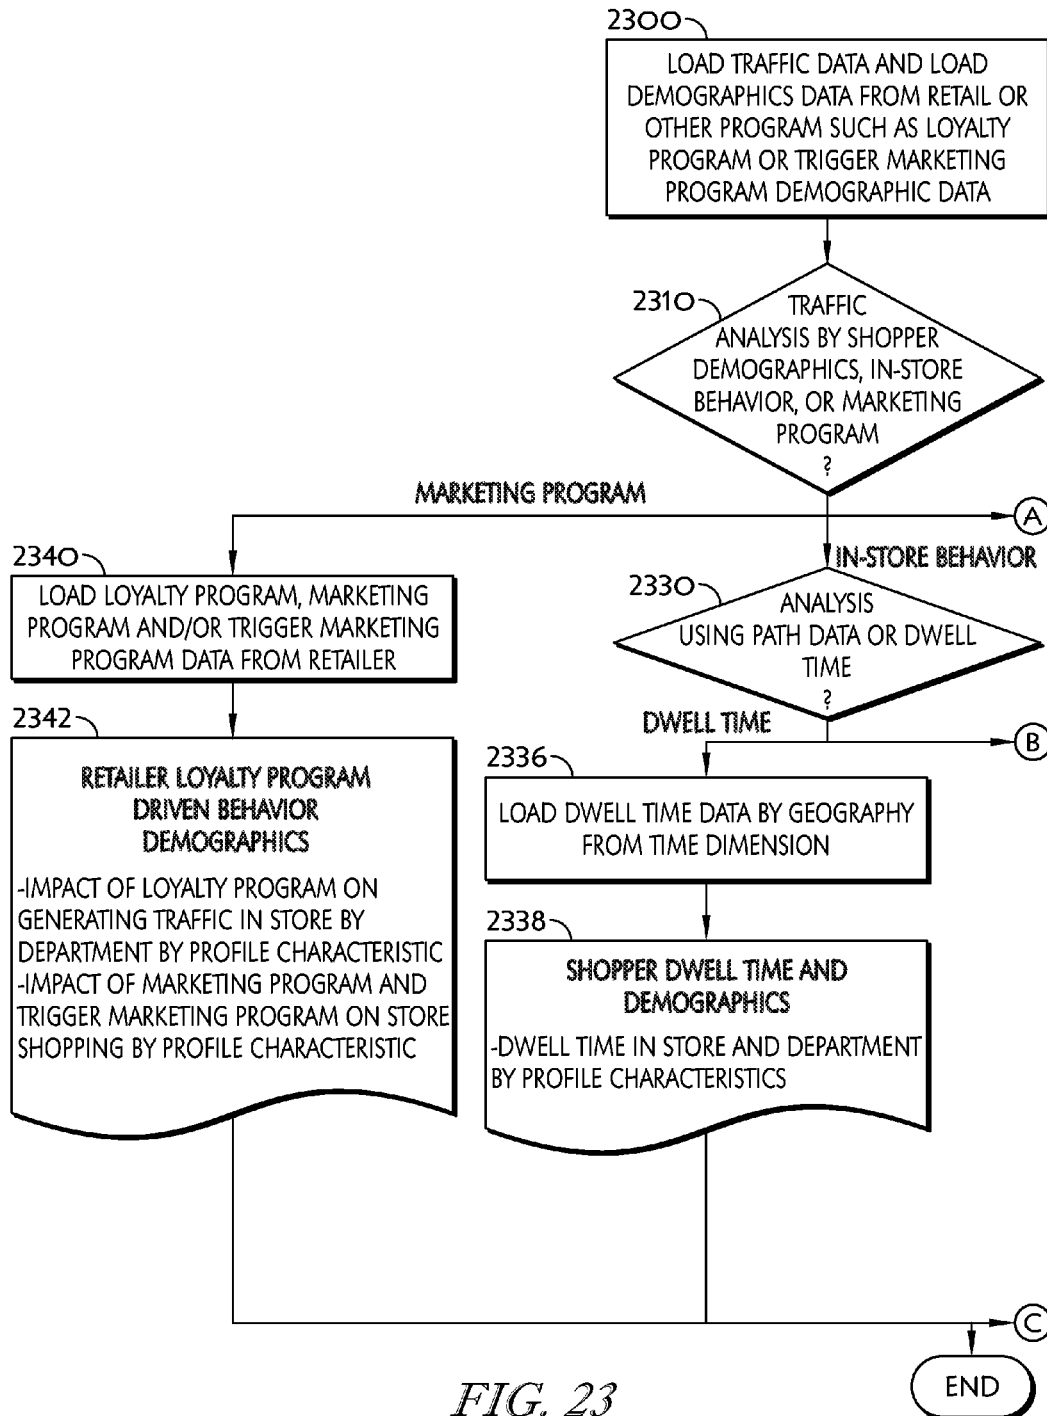 2300
LOAD TRAFFIC DATA AND LOAD
DEMOGRAPHICS DATA FROM RETAIL OR
OTHER PROGRAM SUCH AS LOYALTY
PROGRAM OR TRIGGER MARKETING
PROGRAM DEMOGRAPHIC DATA
2310
TRAFFIC
ANALYSIS BY SHOPPER
DEMOGRAPHICS, IN-STORE
BEHAVIOR, OR MARKETING
PROGRAM
?
MARKETING PROGRAM
A
IN-STORE BEHAVIOR
2340
LOAD LOYALTY PROGRAM, MARKETING
PROGRAM AND/OR TRIGGER MARKETING
PROGRAM DATA FROM RETAILER
2330
ANALYSIS
USING PATH DATA OR DWELL
TIME
?
DWELL TIME
B
2342
RETAILER LOYALTY PROGRAM
DRIVEN BEHAVIOR
DEMOGRAPHICS
-IMPACT OF LOYALTY PROGRAM ON
GENERATING TRAFFIC IN STORE BY
DEPARTMENT BY PROFILE CHARACTERISTIC
-IMPACT OF MARKETING PROGRAM AND
TRIGGER MARKETING PROGRAM ON STORE
SHOPPING BY PROFILE CHARACTERISTIC
2336
LOAD DWELL TIME DATA BY GEOGRAPHY
FROM TIME DIMENSION
2338
SHOPPER DWELL TIME AND
DEMOGRAPHICS
-DWELL TIME IN STORE AND DEPARTMENT
BY PROFILE CHARACTERISTICS
C
END
FIG. 23